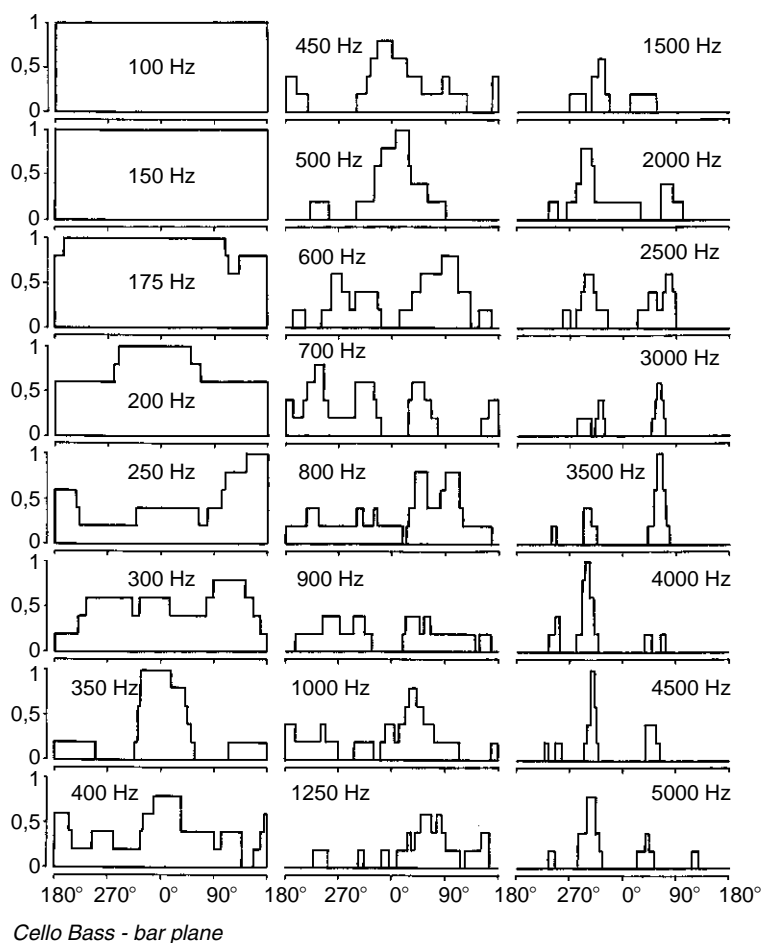 1 450 Hz 1500 Hz
0,5 100 Hz
0
1 500 Hz 2000 Hz
0,5 150 Hz
0
1 600 Hz 2500 Hz
0,5 175 Hz
0
1 700 Hz 3000 Hz
0,5 200 Hz
0
1 250 Hz 800 Hz 3500 Hz
0,5
0
1 300 Hz 900 Hz 4000 Hz
0,5
0
1 350 Hz 1000 Hz 4500 Hz
0,5
0
1 400 Hz 1250 Hz 5000 Hz
0,5
0
180° 270° 0° 90° 180° 270° 0° 90° 180° 270° 0° 90° 180°
Cello Bass - bar plane